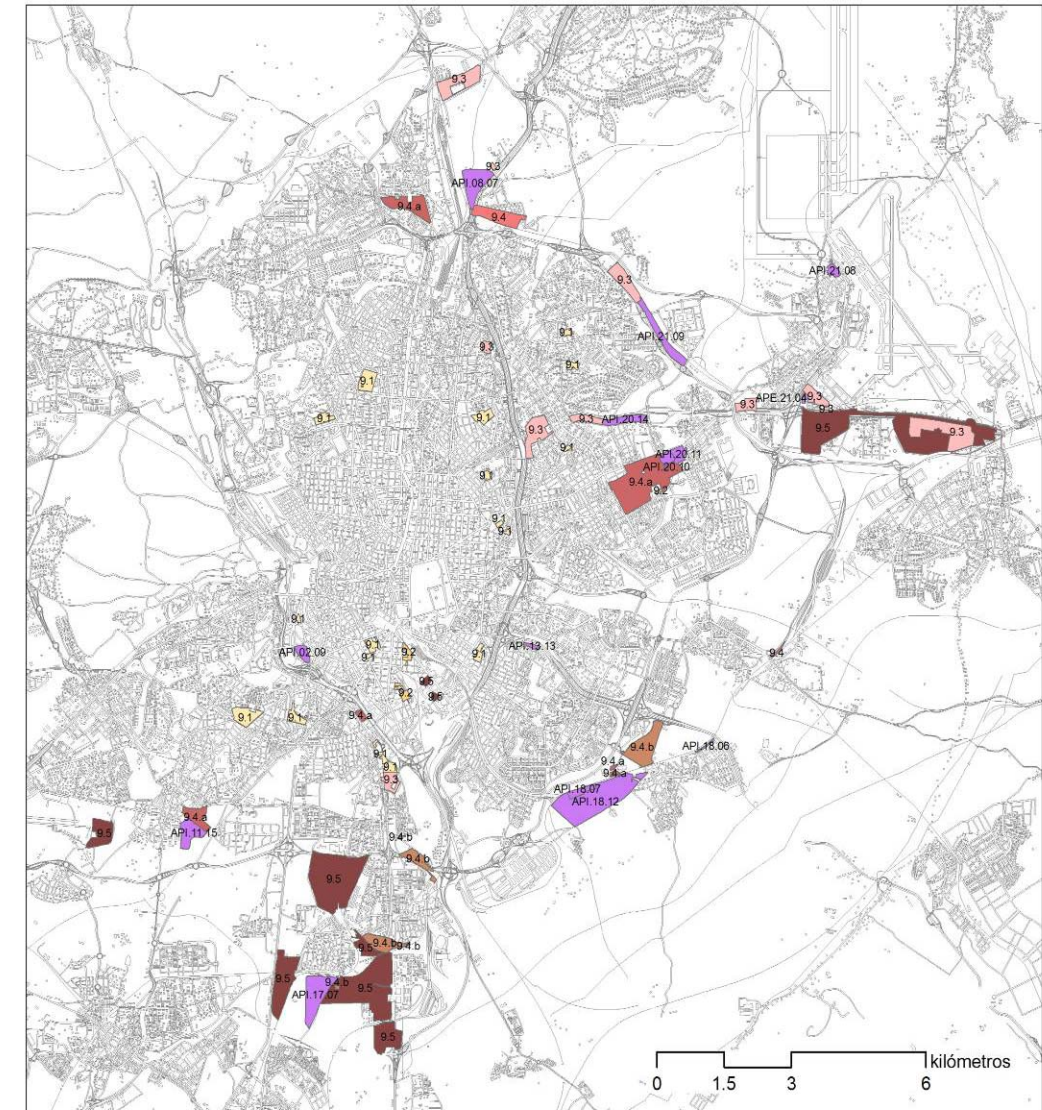 9.3
9.3
API.08.07
9.4.a
9.4
API.21.08
9.3
9.1
API.21.09
9.3
9.1
9.1
9.3
APE.21.04
9.3
9.3
9.1
9.1
9.3
9.3
API.20.14
9.5
9.3
9.1
API.20.11
API.20.10
9.1
9.4.a
9.2
9.1
9.1
9.1
API.02.09
9.1
9.1
9.2
9.1
API.13.13
9.4
9.5
9.5
9.2
9.1
9.1
9.4.a
9.4.b
API.18.06
9.1
9.1
9.3
9.4.a
9.4.a
API.18.07
API.18.12
9.4.a
API.11.15
9.5
9.4.b
9.4.b
9.5
9.4.b
9.4.b
9.5
9.5
9.4.b
9.5
API.17.07
9.5
kilómetros
0 1.5 3 6